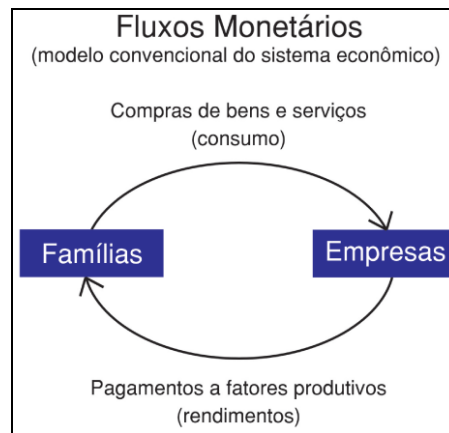 Fluxos Monetários
(modelo convencional do sistema econômico)
Compras de bens e serviços
(consumo)
Famílias
Empresas
Pagamentos a fatores produtivos
(rendimentos)